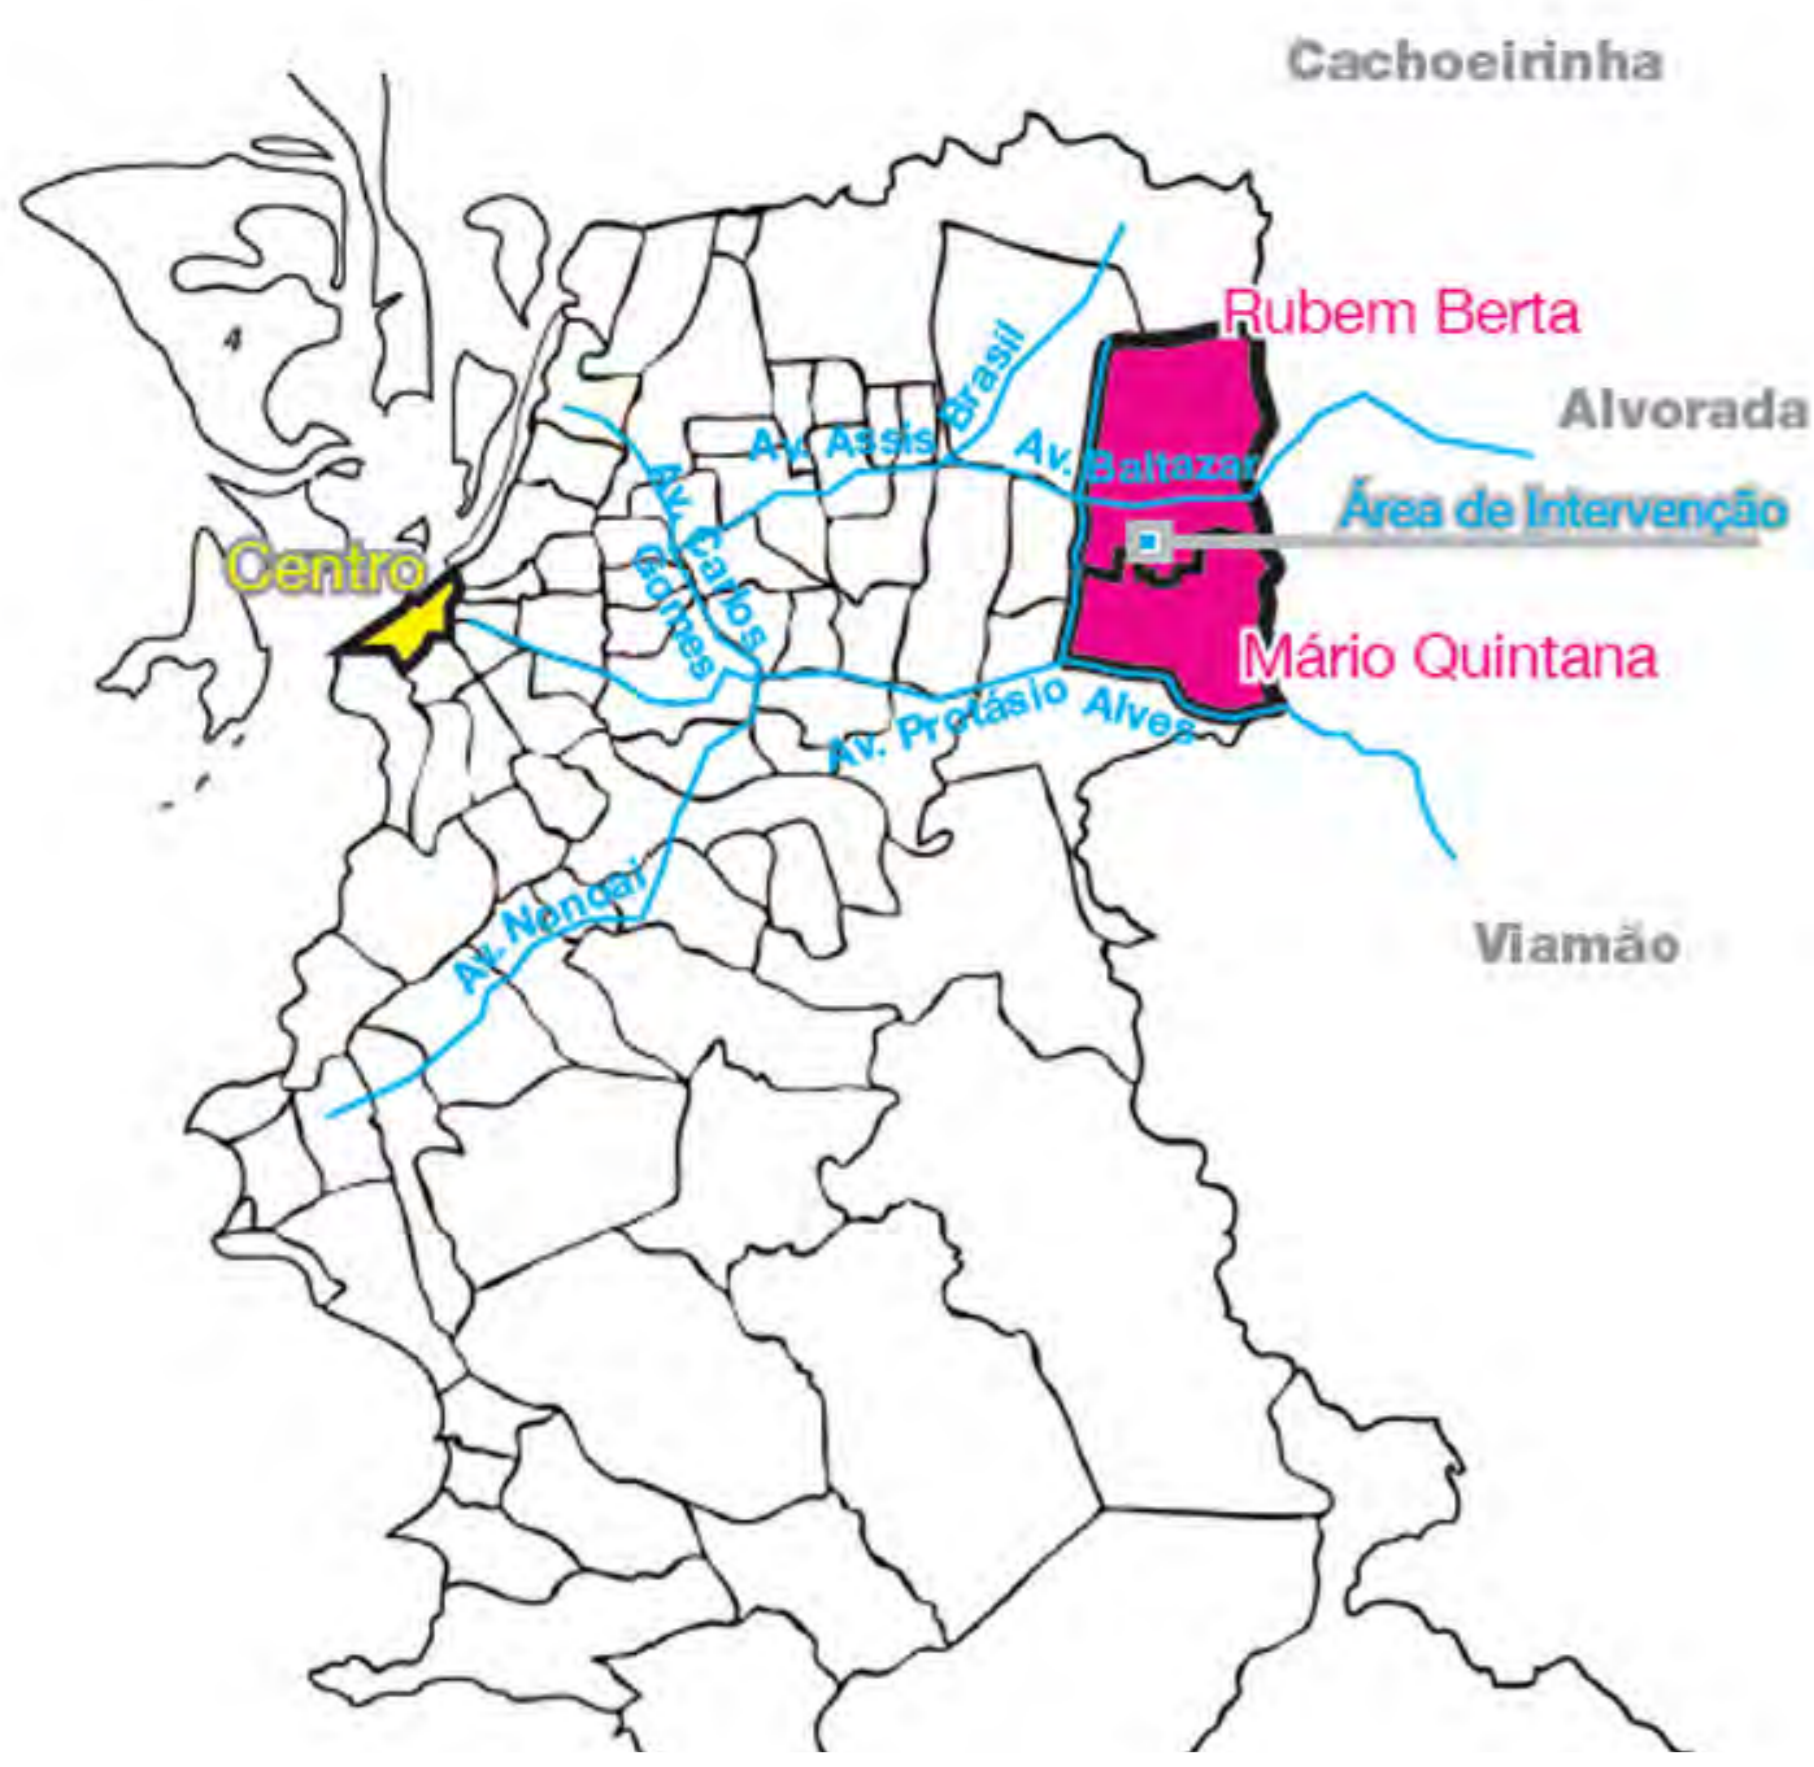 Cachoeirinha
Rubem Berta
Alvorada
Brasil
Av. Assis
Av. Baltazar
Área de Intervenção
Av. Carlos
Gomes
Centro
Mário Quintana
Av. Protásio Alves
Av. Nonoai
Viamão